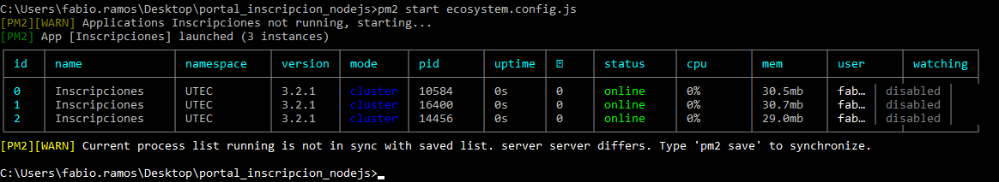 C:\Users\fabio.ramos\Desktop\portal_inscripcion_nodejs>pm2 start ecosystem.config.js
[PM2][WARN] Applications Inscripciones not running, starting...
[PM2] App [Inscripciones] launched (3 instances)
id name namespace version mode pid uptime status cpu mem user watching
0 Inscripciones UTEC 3.2.1 cluster 10584 0s 0 online 0% 30.5mb fab… disabled
1 Inscripciones UTEC 3.2.1 cluster 16400 0s 0 online 0% 30.7mb fab… disabled
2 Inscripciones UTEC 3.2.1 cluster 14456 0s 0 online 0% 29.0mb fab… disabled
[PM2][WARN] Current process list running is not in sync with saved list. server server differs. Type 'pm2 save' to synchronize.
C:\Users\fabio.ramos\Desktop\portal_inscripcion_nodejs>